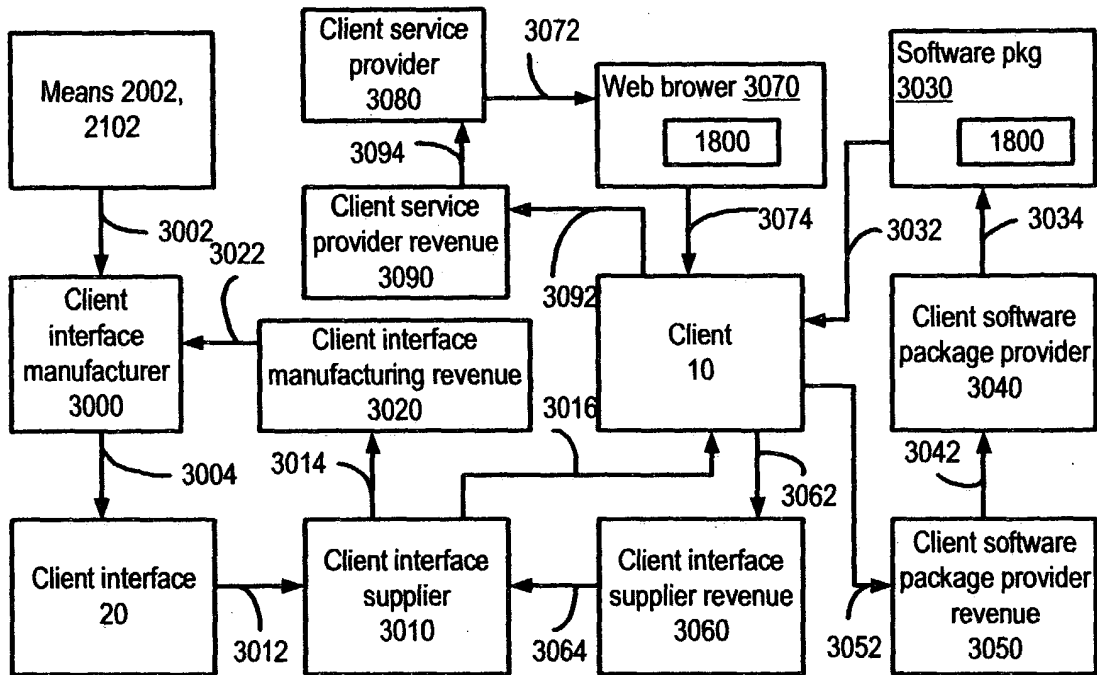 Client service
provider
3080
3072
Means 2002,
2102
Web brower 3070
1800
Software pkg
3030
1800
3094
Client service
provider revenue
3090
3002
3022
3092
3074
3032
3034
Client
interface
manufacturer
3000
Client interface
manufacturing revenue
3020
Client
10
Client software
package provider
3040
3016
3004
3014
3062
3042
Client interface
20
Client interface
supplier
3010
Client interface
supplier revenue
3060
Client software
package provider
revenue
3050
3012
3064
3052